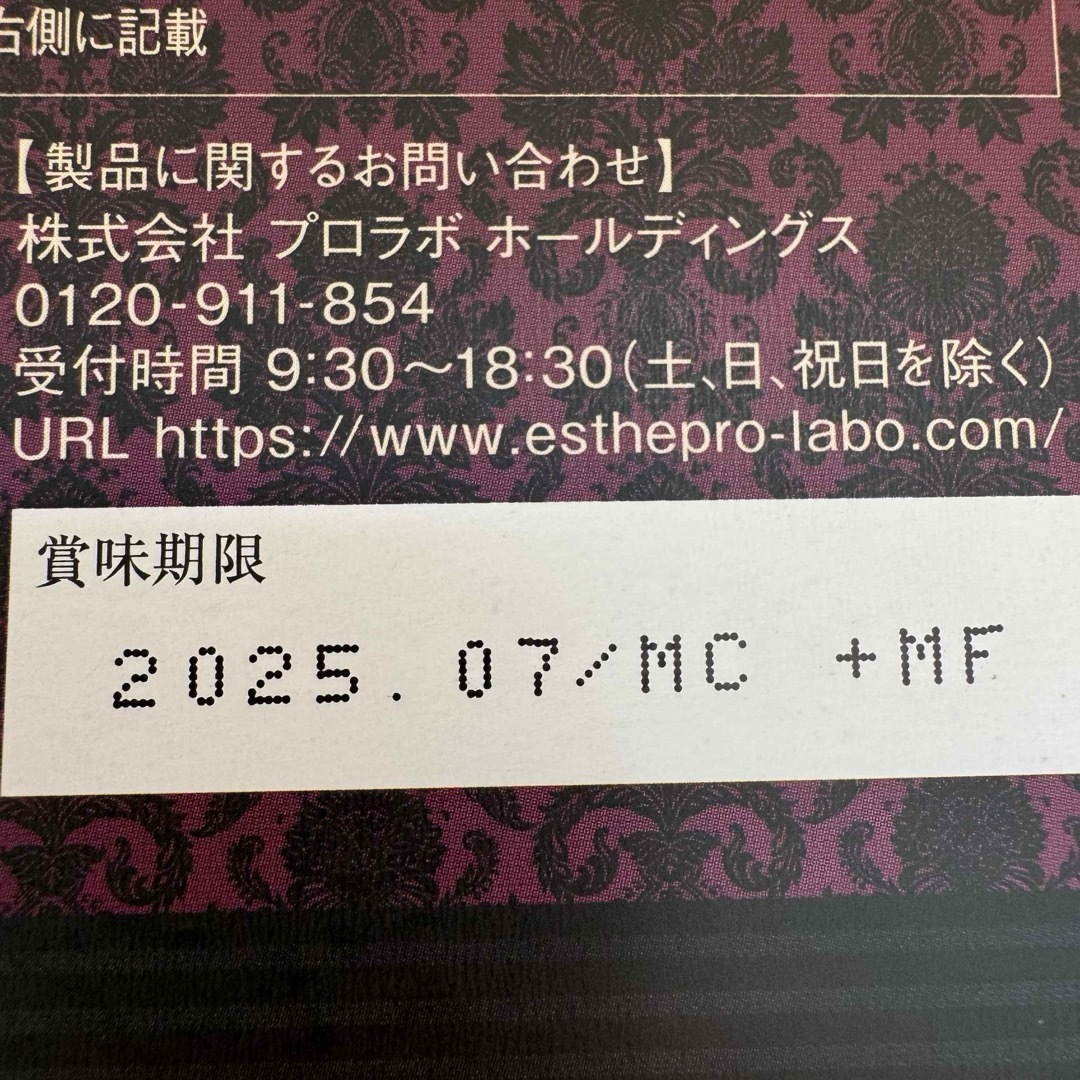 右側に記載
【製品に関するお問い合わせ】
株式会社 プロラボ ホールディングス
0120-911-854
受付時間 9:30～18:30(土、日、祝日を除く)
URL https://www.esthepro-labo.com/
賞味期限
2025.07/MC +MF